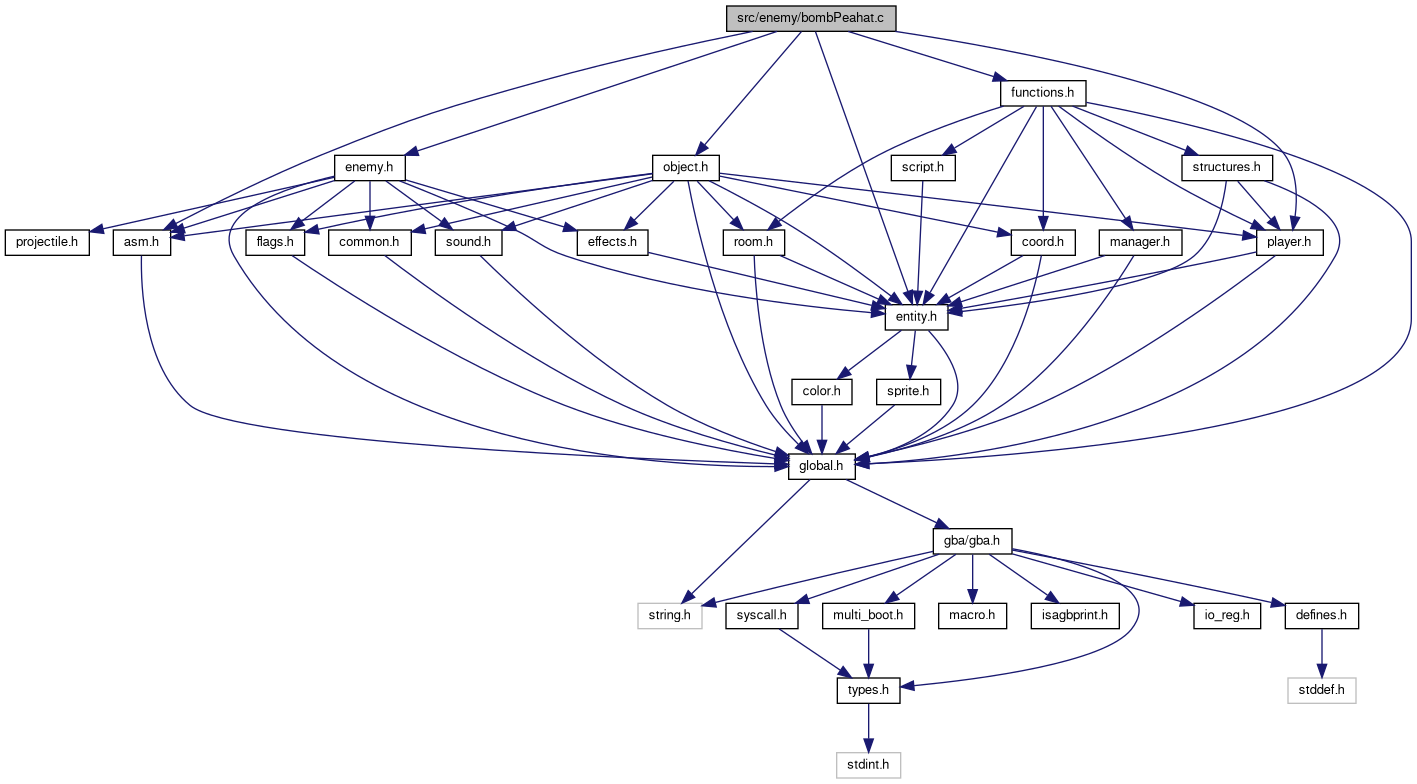 src/enemy/bombPeahat.c
functions.h
enemy.h
object.h
script.h
structures.h
projectile.h
asm.h
flags.h
common.h
sound.h
effects.h
room.h
coord.h
manager.h
player.h
entity.h
color.h
sprite.h
global.h
gba/gba.h
string.h
syscall.h
multi_boot.h
macro.h
isagbprint.h
io_reg.h
defines.h
types.h
stddef.h
stdint.h